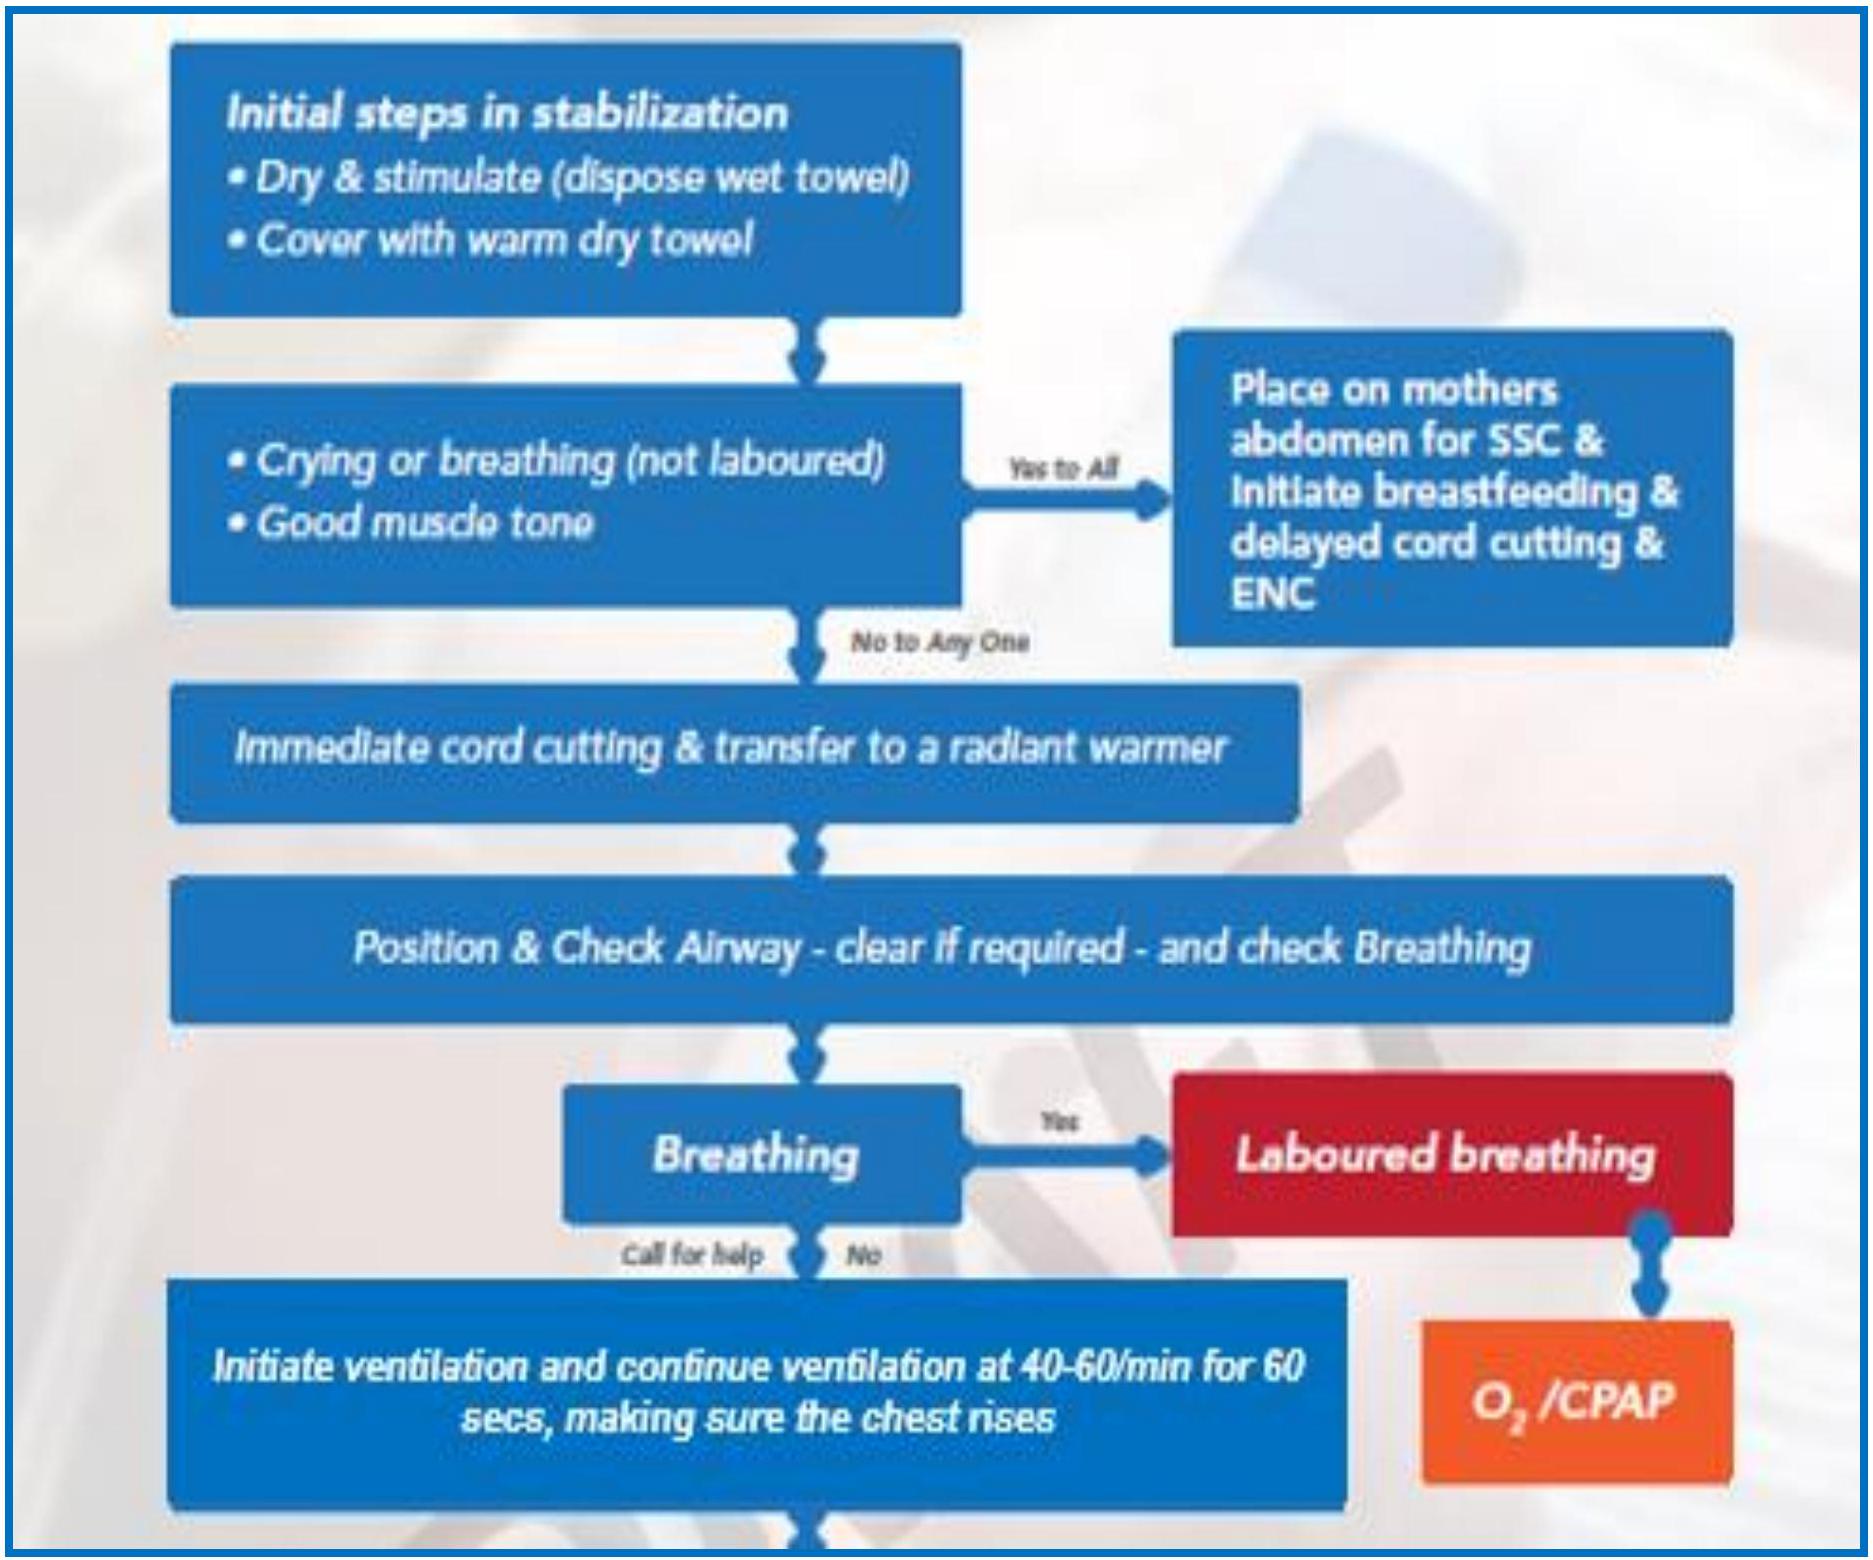 Initial steps in stabilization
• Dry & stimulate (dispose wet towel)
• Cover with warm dry towel
• Crying or breathing (not laboured)
• Good muscle tone
Yes to All
Place on mothers
abdomen for SSC &
Initiate breastfeeding &
delayed cord cutting &
ENC
No to Any One
Immediate cord cutting & transfer to a radiant warmer
Position & Check Airway - clear if required - and check Breathing
Breathing
Yes
Laboured breathing
Call for help
No
Initiate ventilation and continue ventilation at 40-60/min for 60
secs, making sure the chest rises
O₂ /CPAP